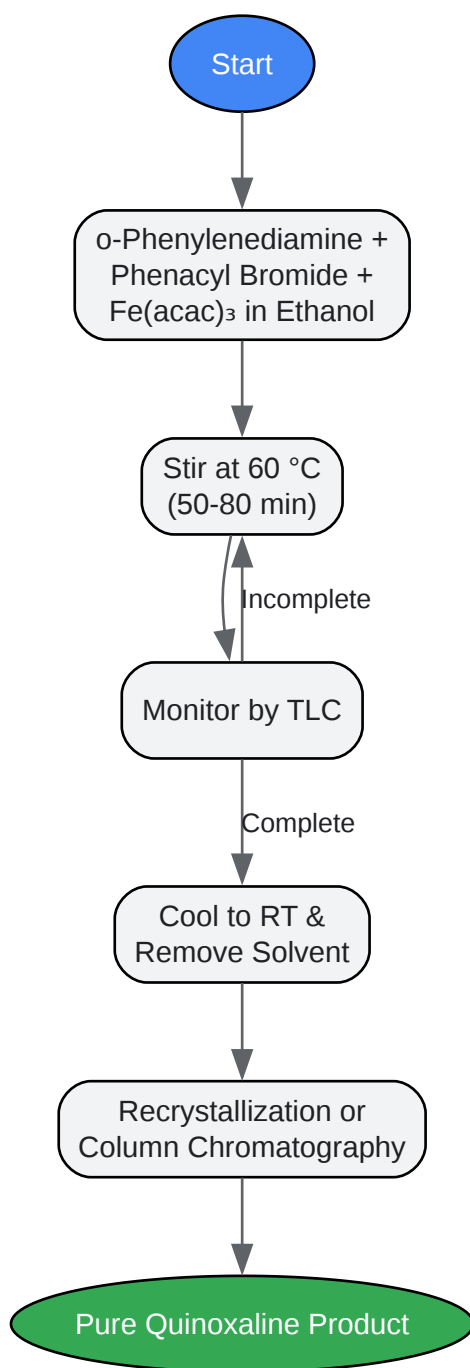 Start
o-Phenylenediamine +
Phenacyl Bromide +
Fe(acac)₃ in Ethanol
Stir at 60 °C
(50-80 min)
Incomplete
Monitor by TLC
Complete
Cool to RT &
Remove Solvent
Recrystallization or
Column Chromatography
Pure Quinoxaline Product